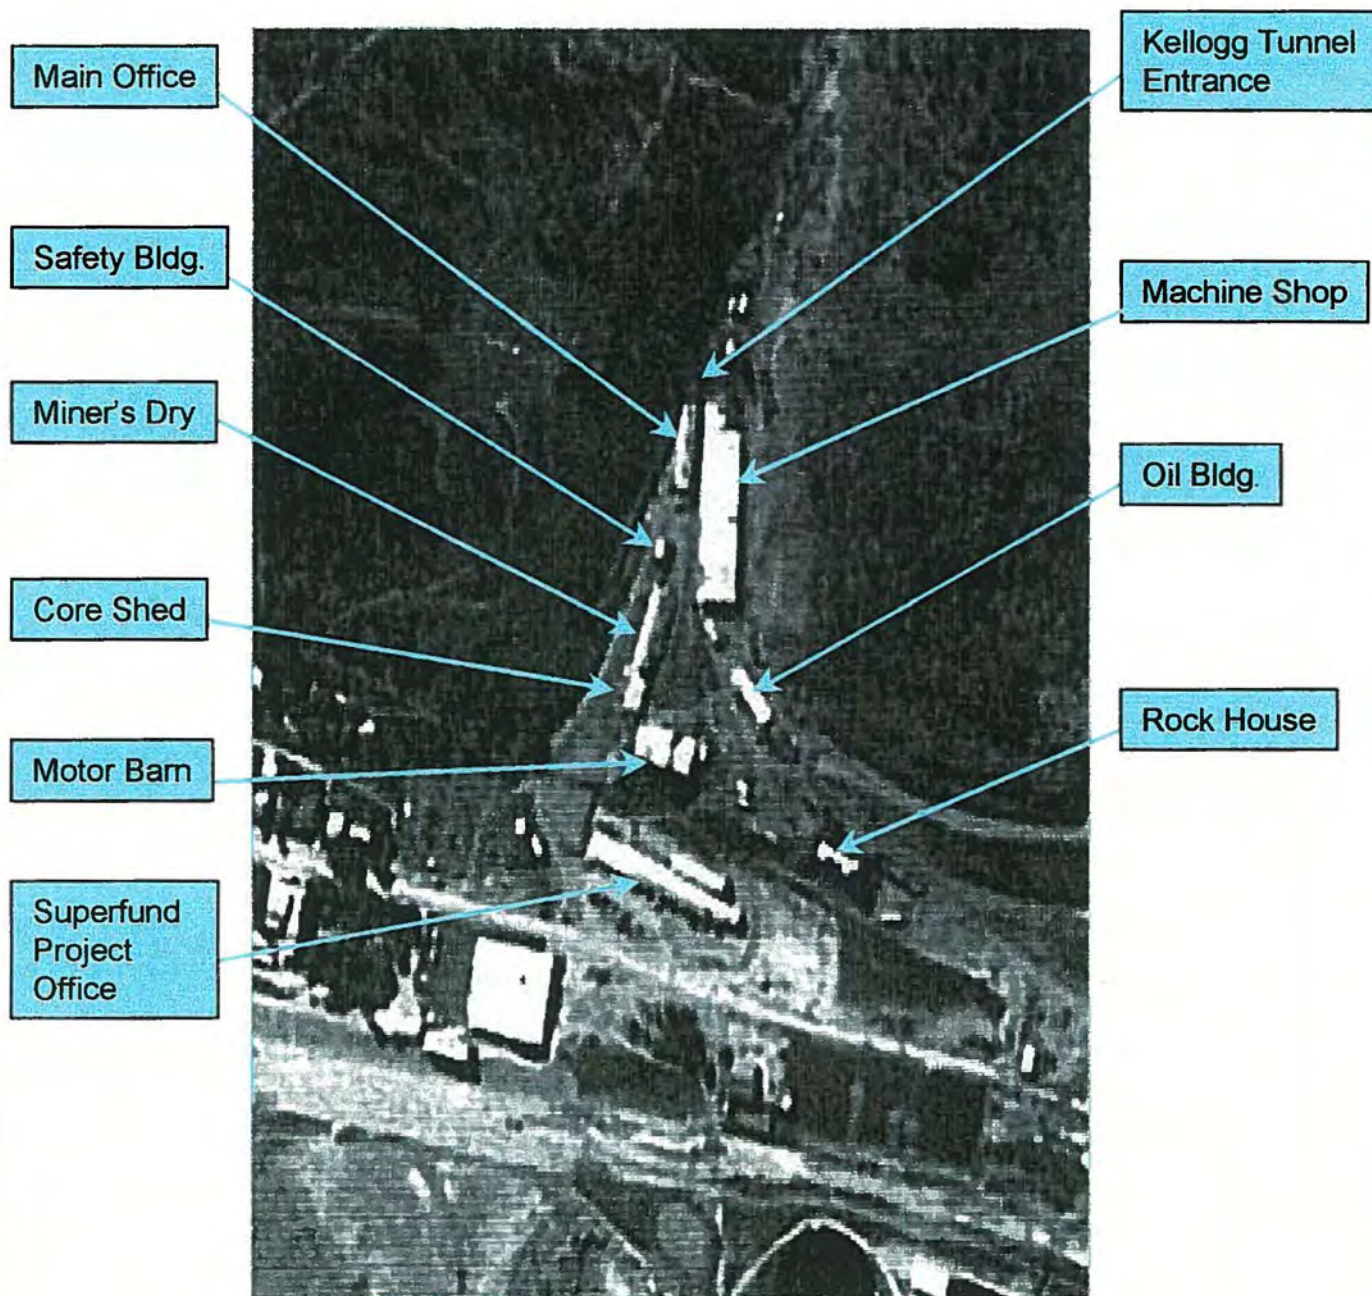 Main Office
Safety Bldg.
Miner's Dry
Core Shed
Motor Barn
Superfund
Project
Office
Kellogg Tunnel
Entrance
Machine Shop
Oil Bldg.
Rock House